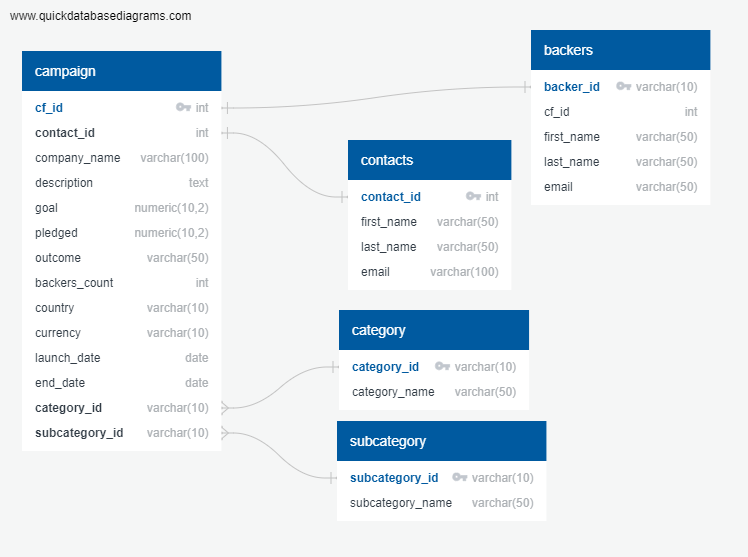 www.quickdatabasediagrams.com
campaign
cf_id int
contact_id int
company_name varchar(100)
description text
goal numeric(10,2)
pledged numeric(10,2)
outcome varchar(50)
backers_count int
country varchar(10)
currency varchar(10)
launch_date date
end_date date
category_id varchar(10)
subcategory_id varchar(10)
backers
backer_id varchar(10)
cf_id int
first_name varchar(50)
last_name varchar(50)
email varchar(50)
contacts
contact_id int
first_name varchar(50)
last_name varchar(50)
email varchar(100)
category
category_id varchar(10)
category_name varchar(50)
subcategory
subcategory_id varchar(10)
subcategory_name varchar(50)